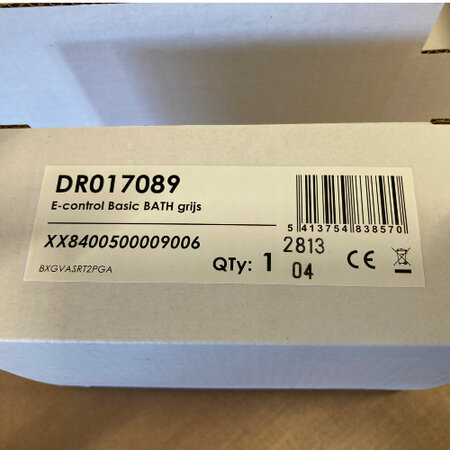 DR017089
E-control Basic BATH grijs
5 413754 838570
XX8400500009006
2813
QTy: 1
04
CE
BXGVASRT2PGA